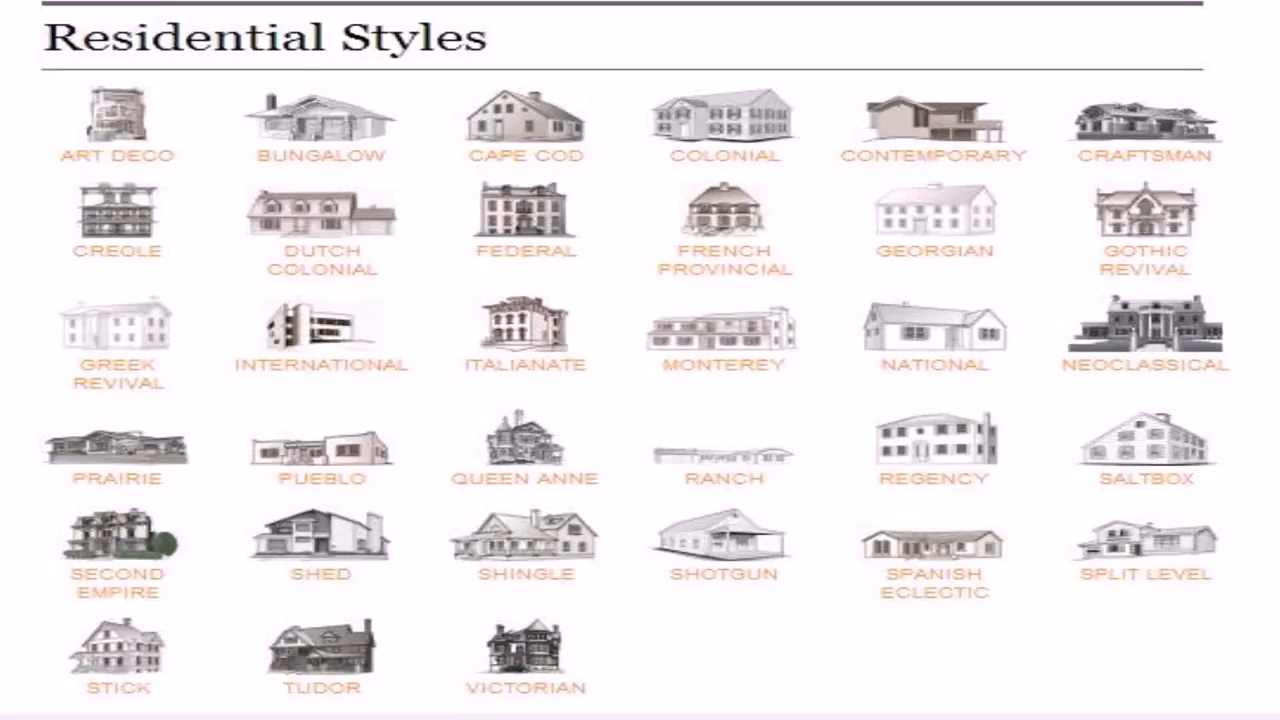 Residential Styles
ART DECO
BUNGALOW
CAPE COD
COLONIAL
CONTEMPORARY
CRAFTSMAN
CREOLE
DUTCH
COLONIAL
FEDERAL
FRENCH
PROVINCIAL
GEORGIAN
GOTHIC
REVIVAL
GREEK
REVIVAL
INTERNATIONAL
ITALIANATE
MONTEREY
NATIONAL
NEOCLASSICAL
PRAIRIE
PUEBLO
QUEEN ANNE
RANCH
REGENCY
SALTBOX
SECOND
EMPIRE
SHED
SHINGLE
SHOTGUN
SPANISH
ECLECTIC
SPLIT LEVEL
STICK
TUDOR
VICTORIAN